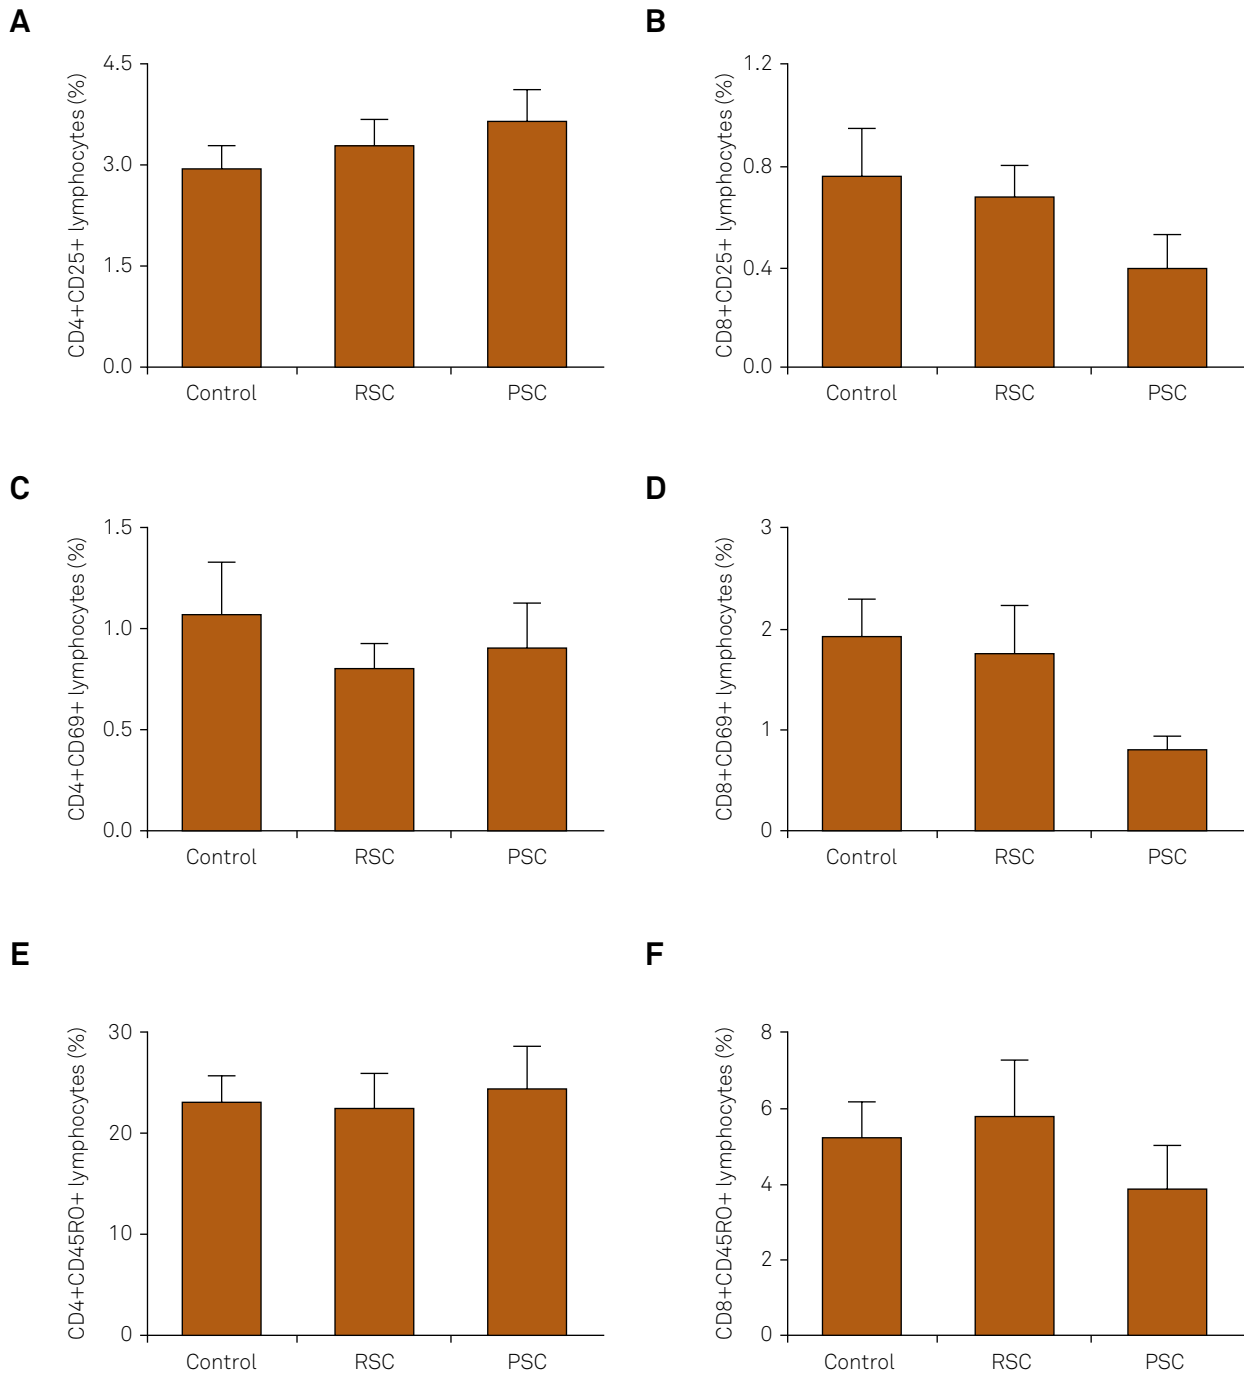 A
CD4+CD25+ lymphocytes (%)
4.5
3.0
1.5
0.0
Control RSC PSC
B
CD8+CD25+ lymphocytes (%)
1.2
0.8
0.4
0.0
Control RSC PSC
C
CD4+CD69+ lymphocytes (%)
1.5
1.0
0.5
0.0
Control RSC PSC
D
CD8+CD69+ lymphocytes (%)
3
2
1
0
Control RSC PSC
E
CD4+CD45RO+ lymphocytes (%)
30
20
10
0
Control RSC PSC
F
CD8+CD45RO+ lymphocytes (%)
8
6
4
2
0
Control RSC PSC